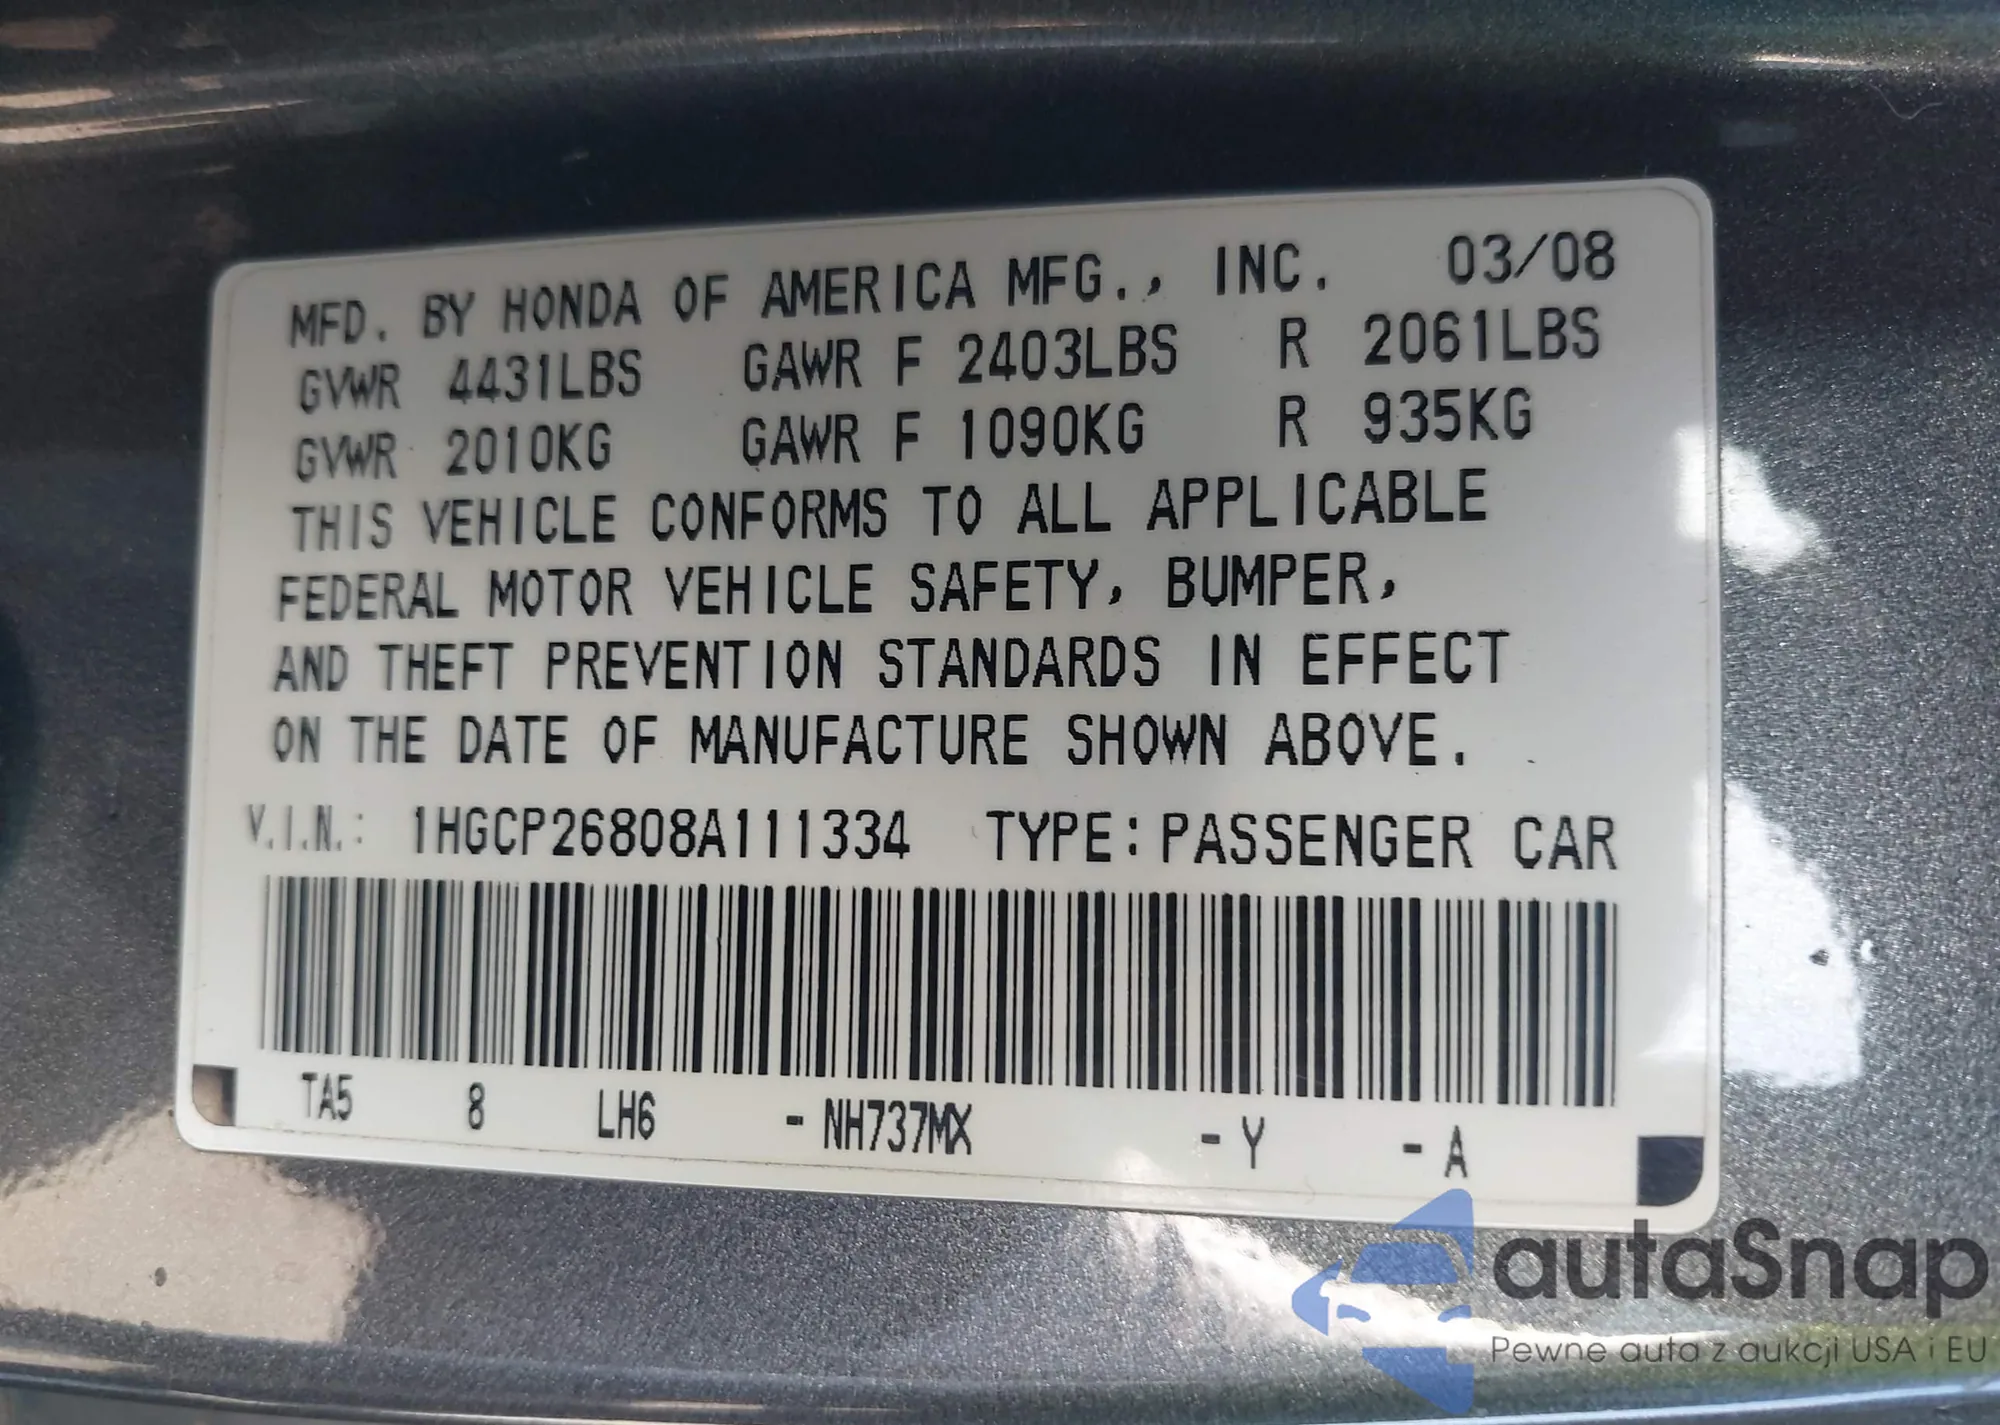 MFD. BY HONDA OF AMERICA MFG., INC. 03/08
GVWR 4431LBS GAWR F 2403LBS R 2061LBS
GVWR 2010KG GAWR F 1090KG R 935KG
THIS VEHICLE CONFORMS TO ALL APPLICABLE
FEDERAL MOTOR VEHICLE SAFETY, BUMPER,
AND THEFT PREVENTION STANDARDS IN EFFECT
ON THE DATE OF MANUFACTURE SHOWN ABOVE.
V.I.N.: 1HGCP26808A111334 TYPE: PASSENGER CAR
TA5 8 LH6 - NH737MX - Y - A
autaSnap
Pewne auta z aukcji USA i EU